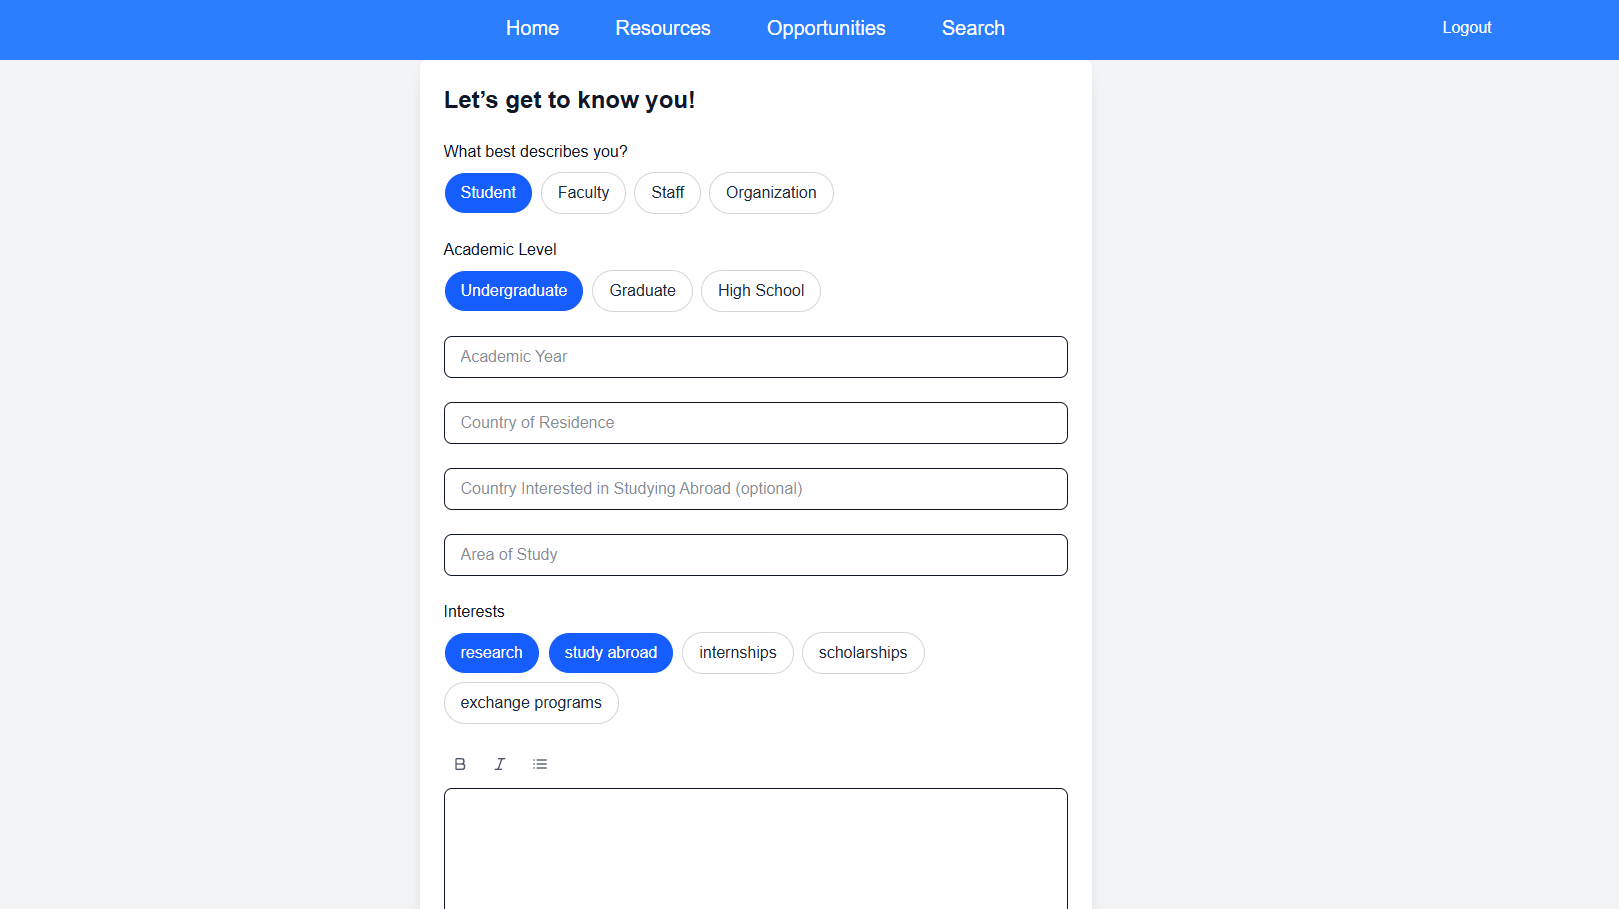 Home Resources Opportunities Search Logout
Let’s get to know you!
What best describes you?
Student Faculty Staff Organization
Academic Level
Undergraduate Graduate High School
Academic Year
Country of Residence
Country Interested in Studying Abroad (optional)
Area of Study
Interests
research study abroad internships scholarships
exchange programs
B I